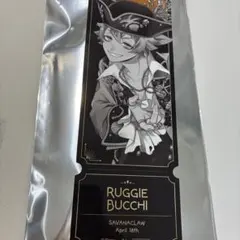 RUGGIE
BUCCHI
SAVANACLAW
April 18th